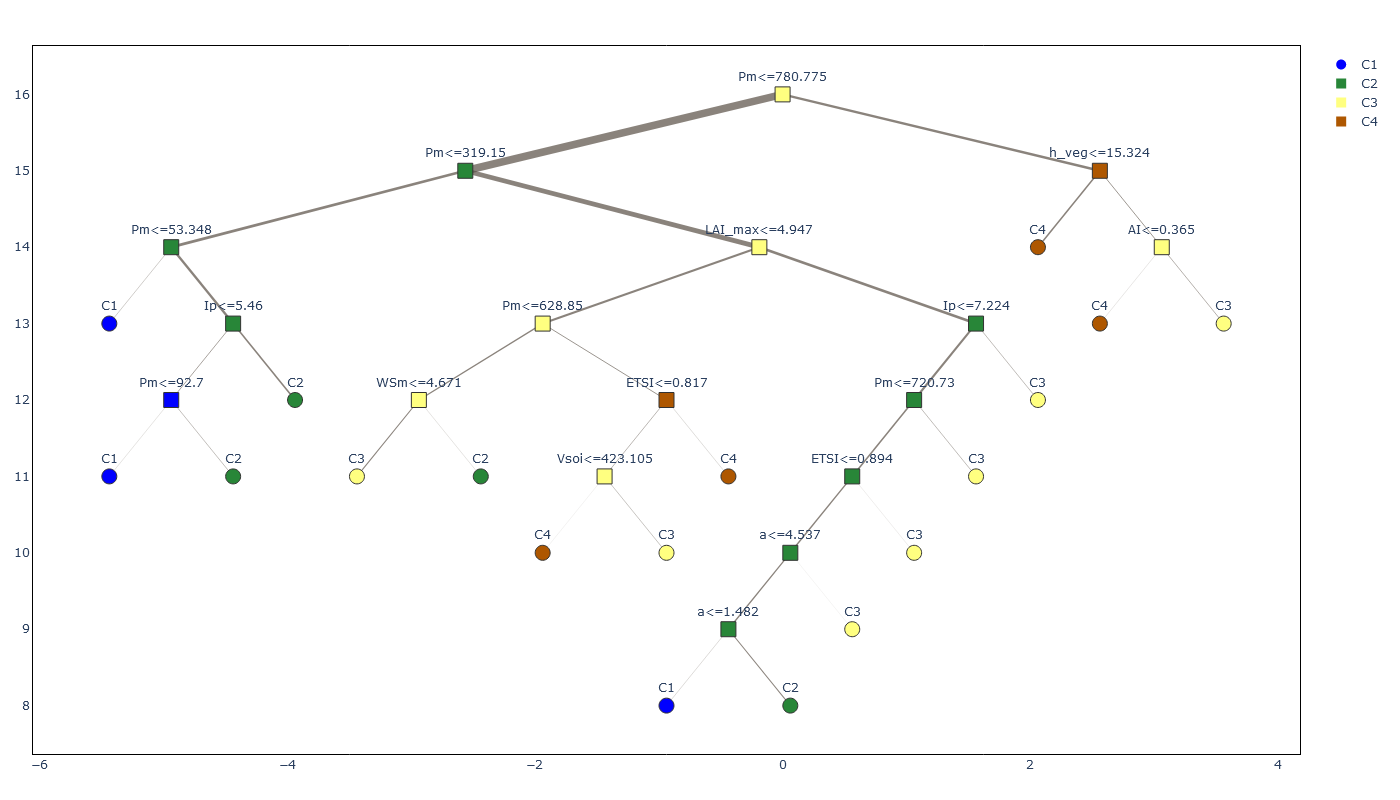 Pm<=780.775
C1
C2
C3
C4
16
Pm<=319.15
h_veg<=15.324
15
Pm<=53.348
LAI_max<=4.947
C4
AI<=0.365
14
C1
Ip<=5.46
Pm<=628.85
Ip<=7.224
C4
C3
13
Pm<=92.7
C2
WSm<=4.671
ETSI<=0.817
Pm<=720.73
C3
12
C1
C2
C3
C2
Vsoi<=423.105
C4
ETSI<=0.894
C3
11
C4
C3
a<=4.537
C3
10
a<=1.482
C3
9
C1
C2
8
−6
−4
−2
0
2
4